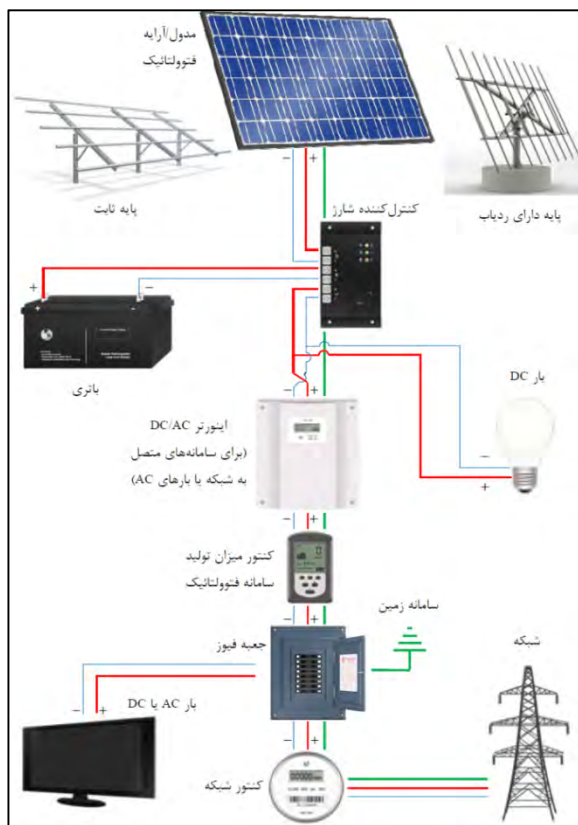 مدول/آرایه
فتوولتائیک
پایه ثابت
پایه دارای ردیاب
- +
کنترل‌کننده شارژ
+ -
باتری
بار DC
- +
اینورتر DC/AC
(برای سامانه‌های متصل
به شبکه یا بارهای AC)
-
+
- +
کنتور میزان تولید
سامانه فتوولتائیک
- +
سامانه زمین
شبکه
جعبه فیوز
- +
بار AC یا DC
- +
کنتور شبکه